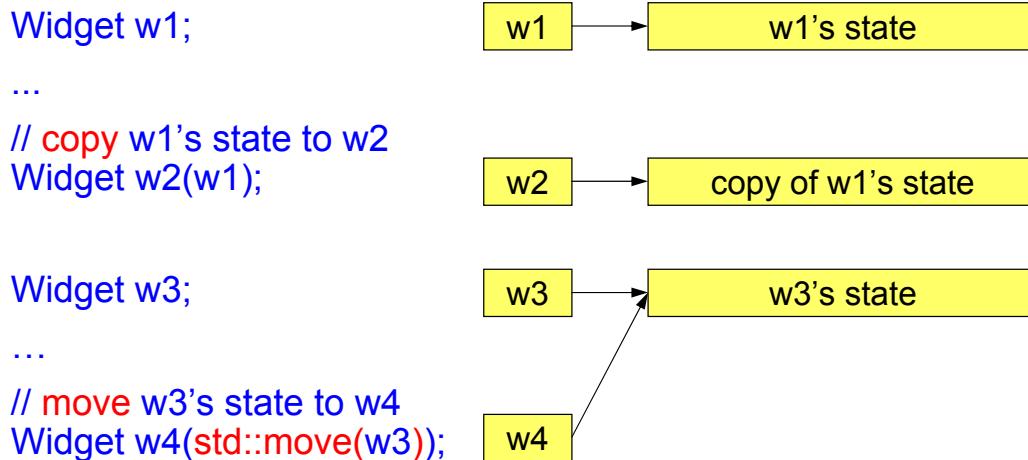 Widget w1;
w1
w1’s state
...
// copy w1’s state to w2
Widget w2(w1);
w2
copy of w1’s state
Widget w3;
w3
w3’s state
…
// move w3’s state to w4
Widget w4(std::move(w3));
w4